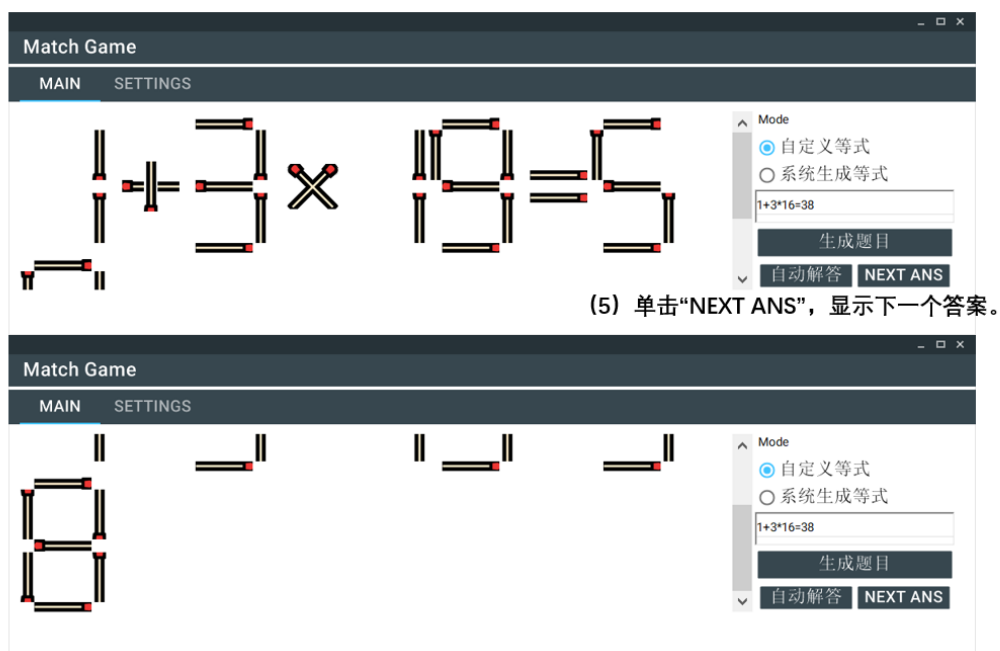 Match Game
MAIN SETTINGS
Mode
自定义等式
系统生成等式
1+3*16=38
生成题目
自动解答 NEXT ANS
（5）单击“NEXT ANS”，显示下一个答案。
Match Game
MAIN SETTINGS
Mode
自定义等式
系统生成等式
1+3*16=38
生成题目
自动解答 NEXT ANS